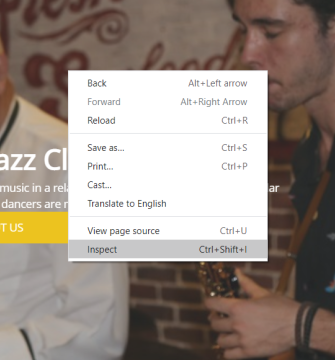 Back Alt+Left arrow
Forward Alt+Right Arrow
Reload Ctrl+R
Save as... Ctrl+S
Print... Ctrl+P
Cast...
Translate to English
View page source Ctrl+U
Inspect Ctrl+Shift+I
azz Cl
music in a rela ar
dancers are
T US